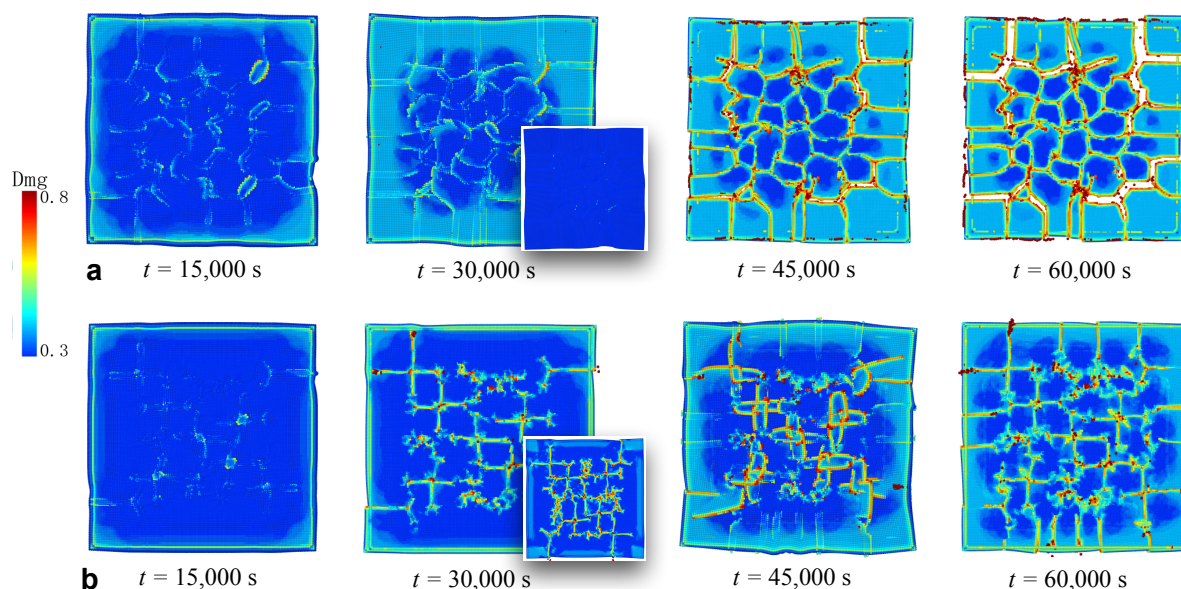 Dmg
0.8
0.3
a
t = 15,000 s
t = 30,000 s
t = 45,000 s
t = 60,000 s
b
t = 15,000 s
t = 30,000 s
t = 45,000 s
t = 60,000 s